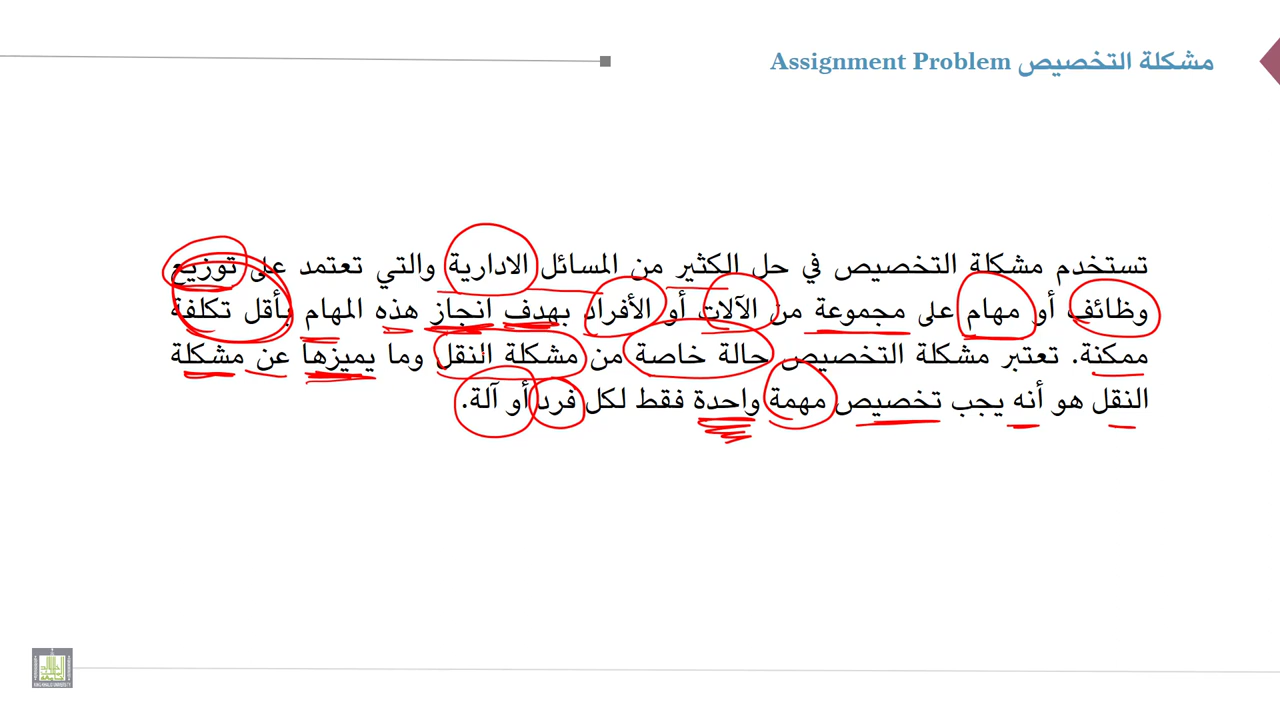 مشكلة التخصيص Assignment Problem
تستخدم مشكلة التخصيص في حل الكثير من المسائل الادارية والتي تعتمد على توزيع
وظائف أو مهام على مجموعة من الآلات أو الأفراد بهدف انجاز هذه المهام بأقل تكلفة
ممكنة. تعتبر مشكلة التخصيص حالة خاصة من مشكلة النقل وما يميزها عن مشكلة
النقل هو أنه يجب تخصيص مهمة واحدة فقط لكل فرد أو آلة.